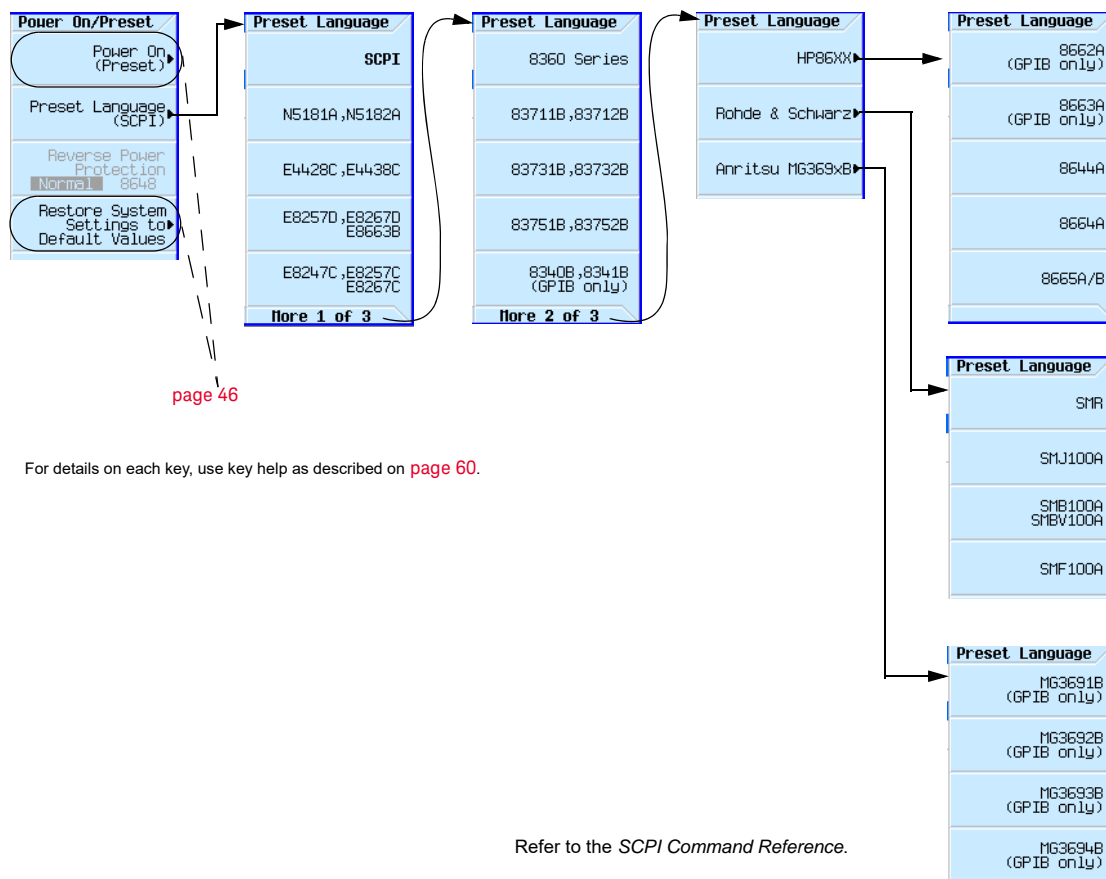 Power On/Preset
Power On
(Preset)
Preset Language
(SCPI)
Reverse Power
Protection
Normal 8648
Restore System
Settings to
Default Values
page 46
Preset Language
SCPI
N5181A,N5182A
E4428C,E4438C
E8257D,E8267D
E8663B
E8247C,E8257C
E8267C
More 1 of 3
Preset Language
8360 Series
83711B,83712B
83731B,83732B
83751B,83752B
8340B,8341B
(GPIB only)
More 2 of 3
Preset Language
HP86XX
Rohde & Schwarz
Anritsu MG369xB
Preset Language
8662A
(GPIB only)
8663A
(GPIB only)
8644A
8664A
8665A/B
Preset Language
SMR
SMJ100A
SMB100A
SMBV100A
SMF100A
Preset Language
MG3691B
(GPIB only)
MG3692B
(GPIB only)
MG3693B
(GPIB only)
MG3694B
(GPIB only)
For details on each key, use key help as described on page 60.
Refer to the SCPI Command Reference.